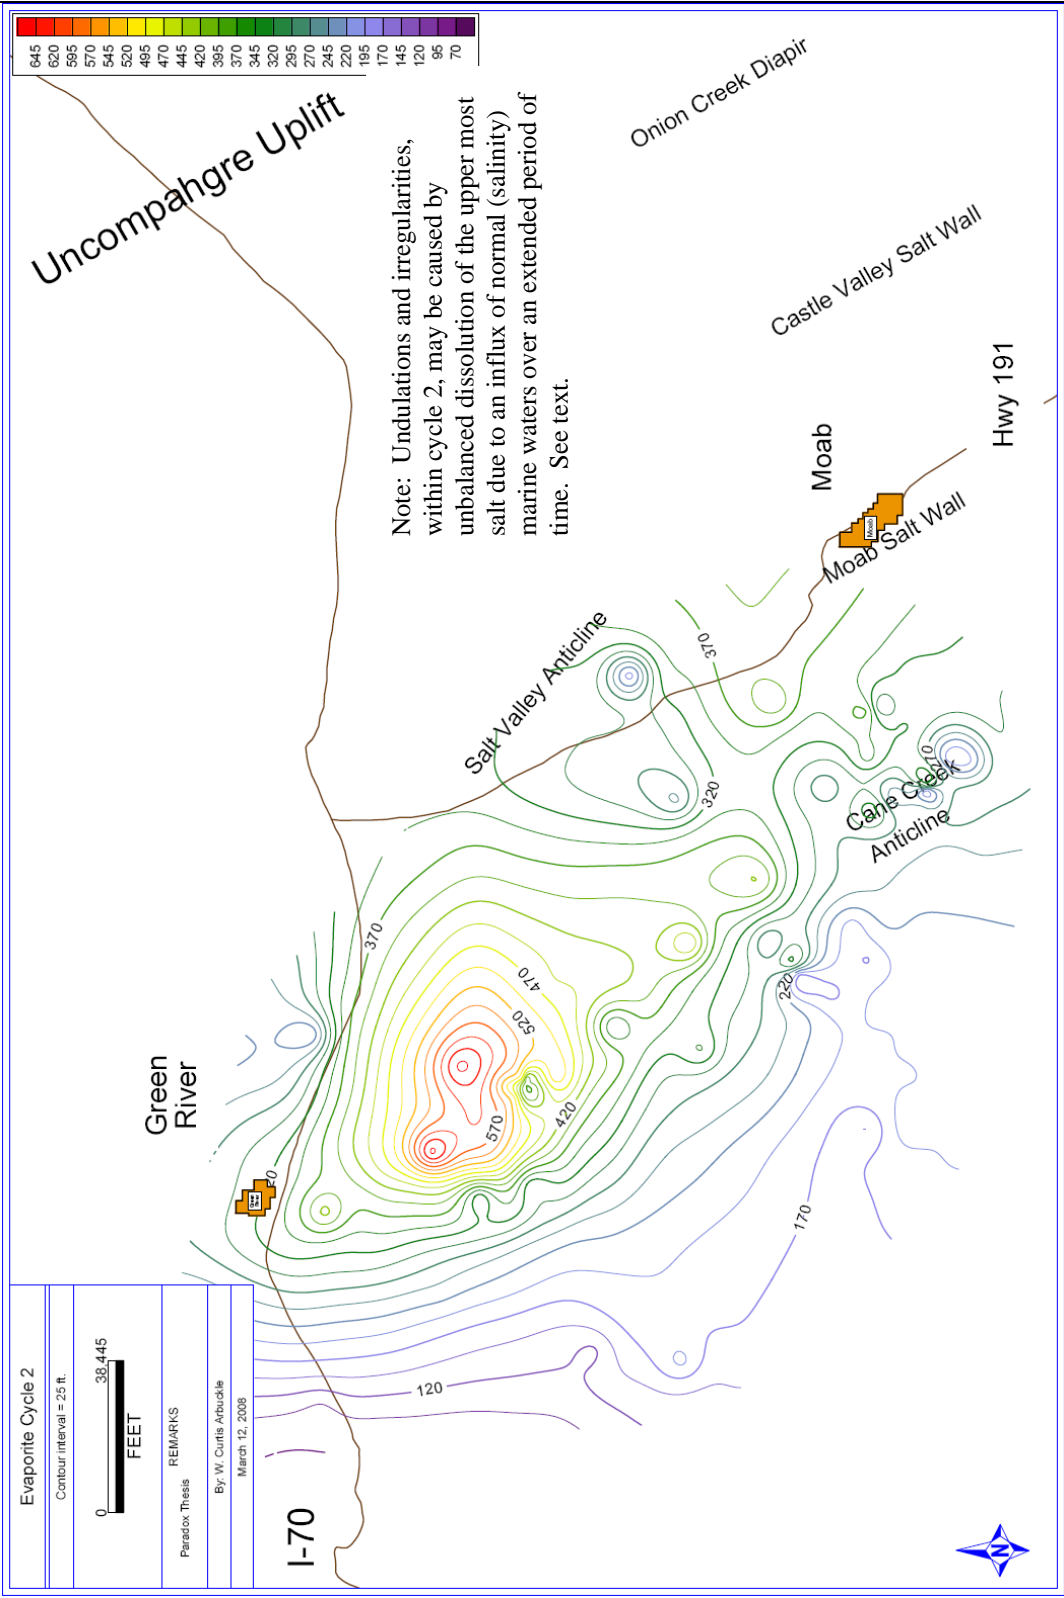 645
620
595
570
545
520
495
470
445
420
395
370
345
320
295
270
245
220
195
170
145
120
95
70
Uncompahgre Uplift
Onion Creek Diapir
Note: Undulations and irregularities,
within cycle 2, may be caused by
unbalanced dissolution of the upper most
salt due to an influx of normal (salinity)
marine waters over an extended period of
time. See text.
Castle Valley Salt Wall
Hwy 191
Moab
Moab
Moab Salt Wall
Salt Valley Anticline
370
320
210
Cane Creek
Anticline
370
470
520
570
420
220
170
120
Green
River
Green
River
20
I-70
Evaporite Cycle 2
Contour interval = 25 ft.
0
38,445
FEET
REMARKS
Paradox Thesis
By: W. Curtis Arbuckle
March 12, 2008
N